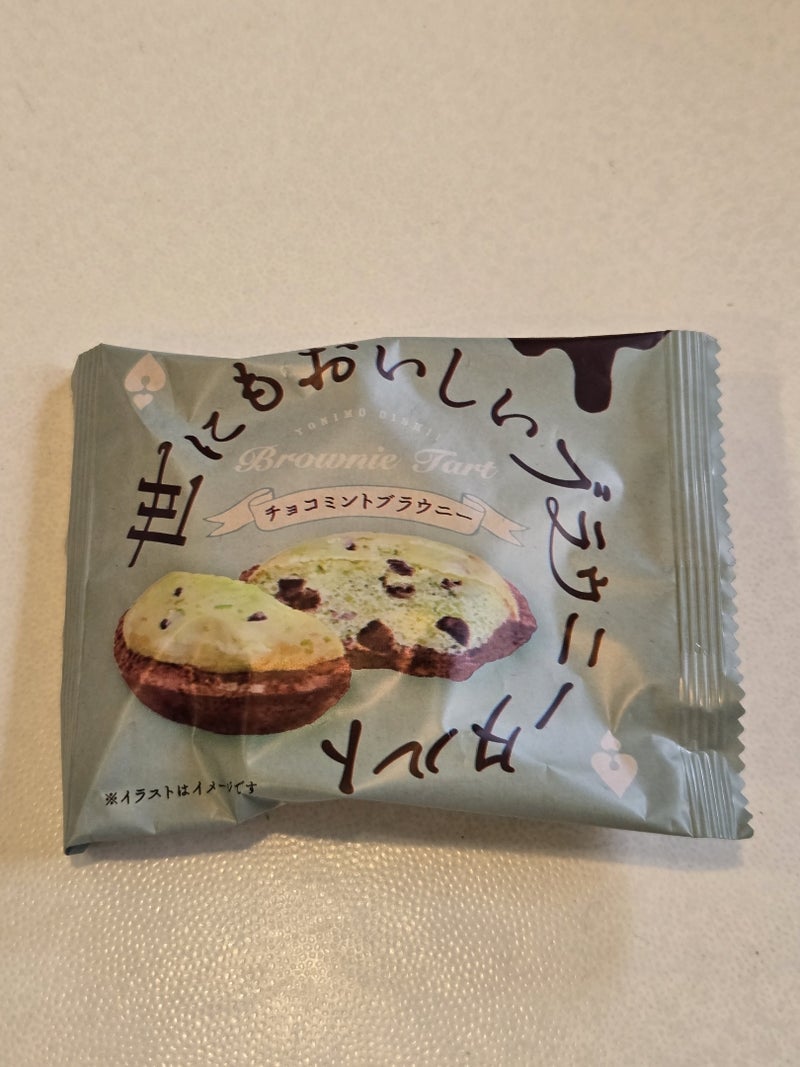 世にもおいしいブラウニータルト
YONIMO OISHII
Brownie Tart
チョコミントブラウニー
※イラストはイメージです